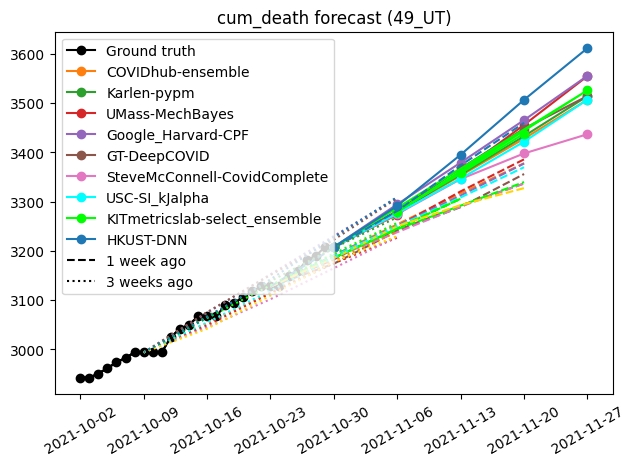 cum_death forecast (49_UT)
Ground truth
COVIDhub-ensemble
Karlen-pypm
UMass-MechBayes
Google_Harvard-CPF
GT-DeepCOVID
SteveMcConnell-CovidComplete
USC-SI_kJalpha
KITmetricslab-select_ensemble
HKUST-DNN
1 week ago
3 weeks ago
3600
3500
3400
3300
3200
3100
3000
2021-10-02
2021-10-09
2021-10-16
2021-10-23
2021-10-30
2021-11-06
2021-11-13
2021-11-20
2021-11-27